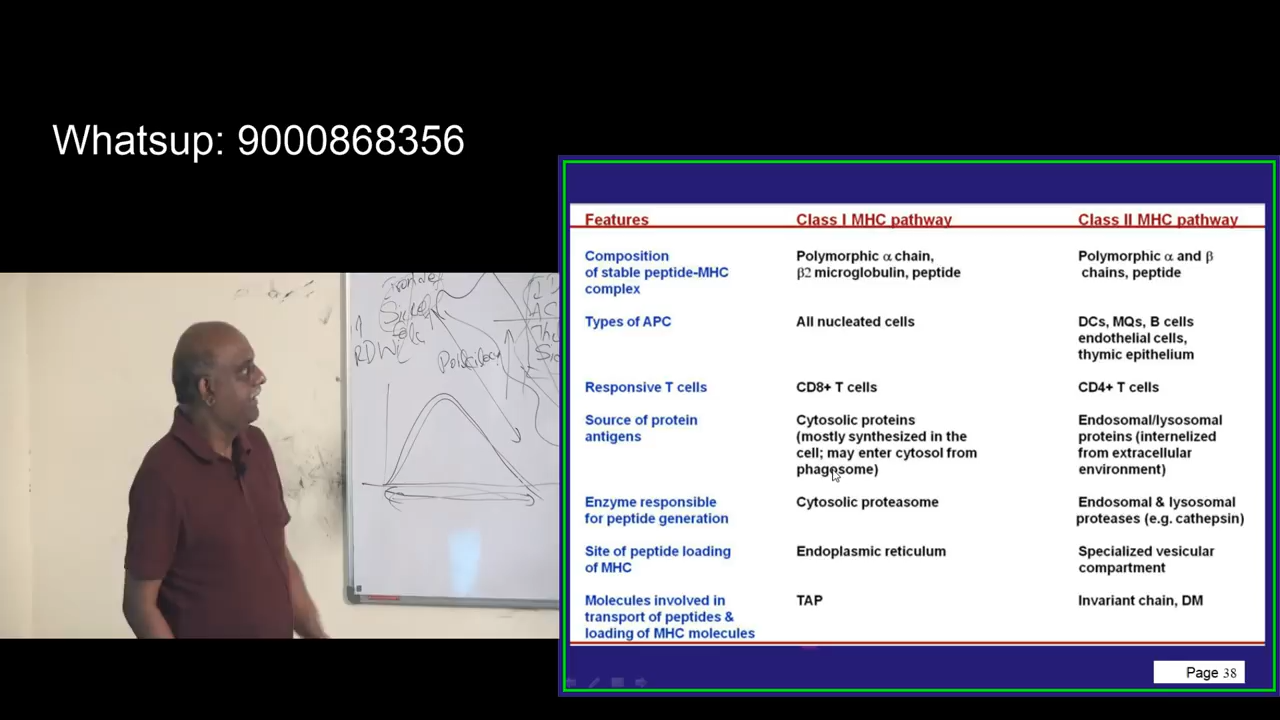 Whatsup: 9000868356
Features Class I MHC pathway Class II MHC pathway
Composition of stable peptide-MHC complex
Polymorphic α chain, β2 microglobulin, peptide
Polymorphic α and β chains, peptide
Types of APC
All nucleated cells
DCs, MQs, B cells
endothelial cells,
thymic epithelium
Responsive T cells
CD8+ T cells
CD4+ T cells
Source of protein
antigens
Cytosolic proteins
(mostly synthesized in the
cell; may enter cytosol from
phagosome)
Endosomal/lysosomal
proteins (internelized
from extracellular
environment)
Enzyme responsible
for peptide generation
Cytosolic proteasome
Endosomal & lysosomal
proteases (e.g. cathepsin)
Site of peptide loading
of MHC
Endoplasmic reticulum
Specialized vesicular
compartment
Molecules involved in
transport of peptides &
loading of MHC molecules
TAP
Invariant chain, DM
Page 38
RDW